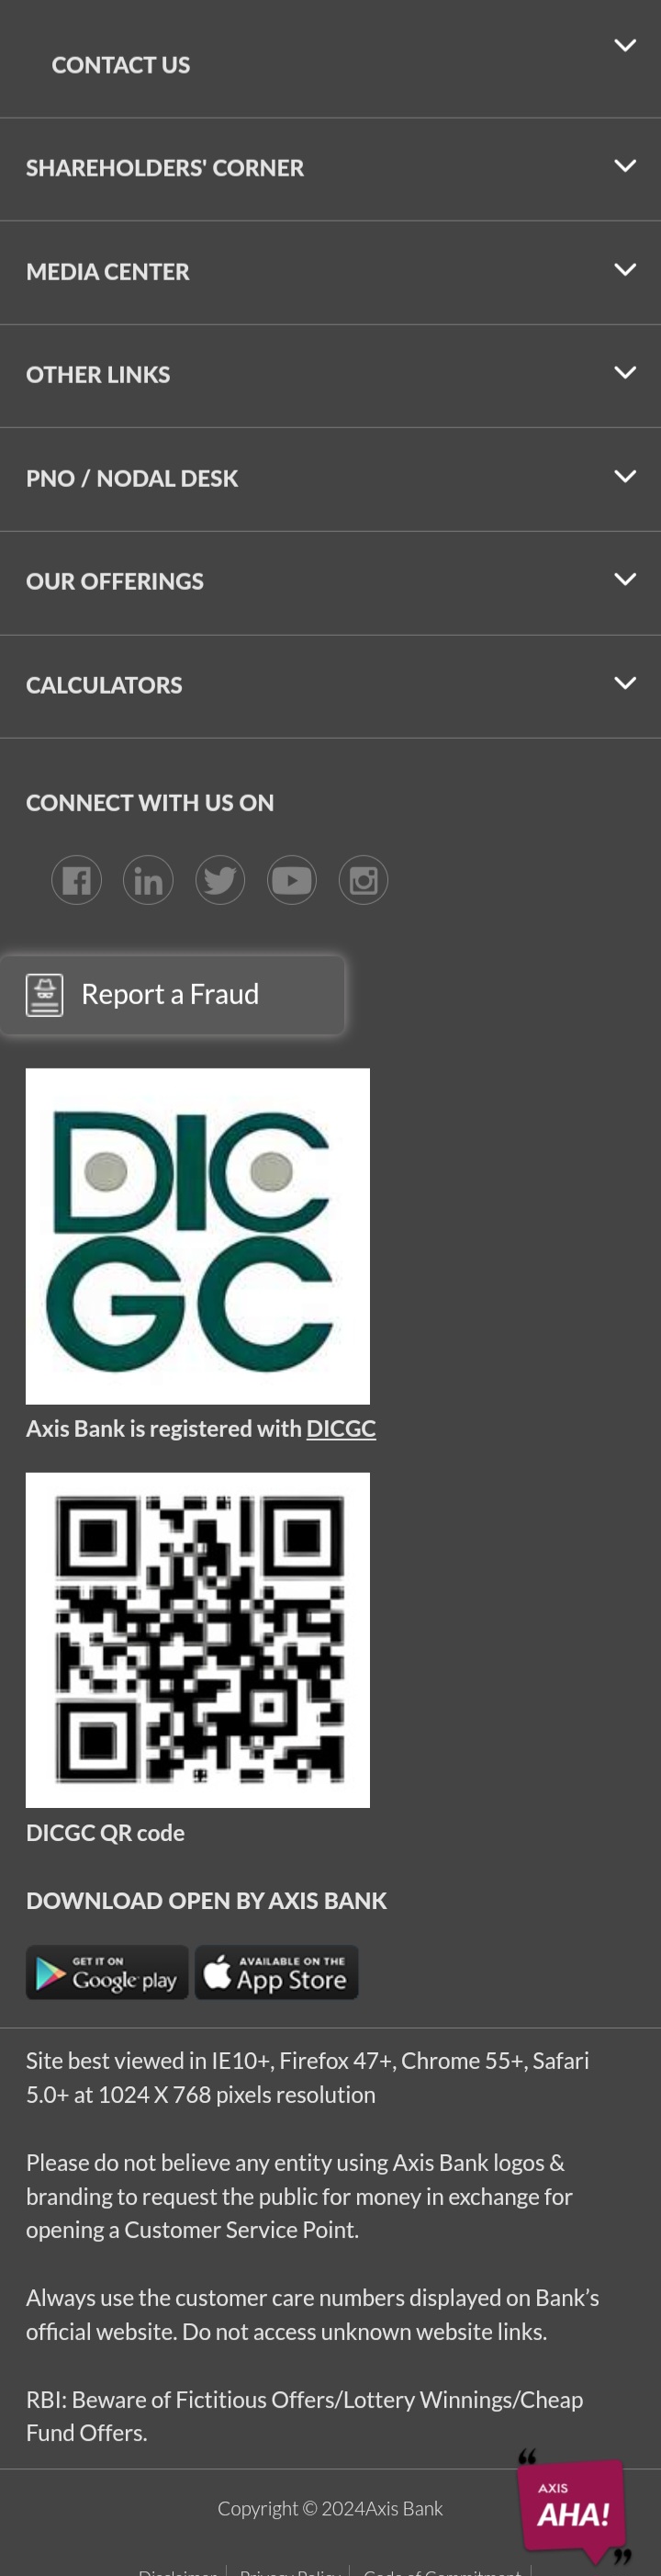 CONTACT US
SHAREHOLDERS' CORNER
MEDIA CENTER
OTHER LINKS
PNO / NODAL DESK
OUR OFFERINGS
CALCULATORS
CONNECT WITH US ON
Report a Fraud
DIC
GC
Axis Bank is registered with DICGC
DICGC QR code
DOWNLOAD OPEN BY AXIS BANK
GET IT ON
Google play
AVAILABLE ON THE
App Store
Site best viewed in IE10+, Firefox 47+, Chrome 55+, Safari
5.0+ at 1024 X 768 pixels resolution
Please do not believe any entity using Axis Bank logos &
branding to request the public for money in exchange for
opening a Customer Service Point.
Always use the customer care numbers displayed on Bank’s
official website. Do not access unknown website links.
RBI: Beware of Fictitious Offers/Lottery Winnings/Cheap
Fund Offers.
Copyright © 2024Axis Bank
“ AXIS
AHA! ”
Disclaimer | Privacy Policy | Code of Commitment |